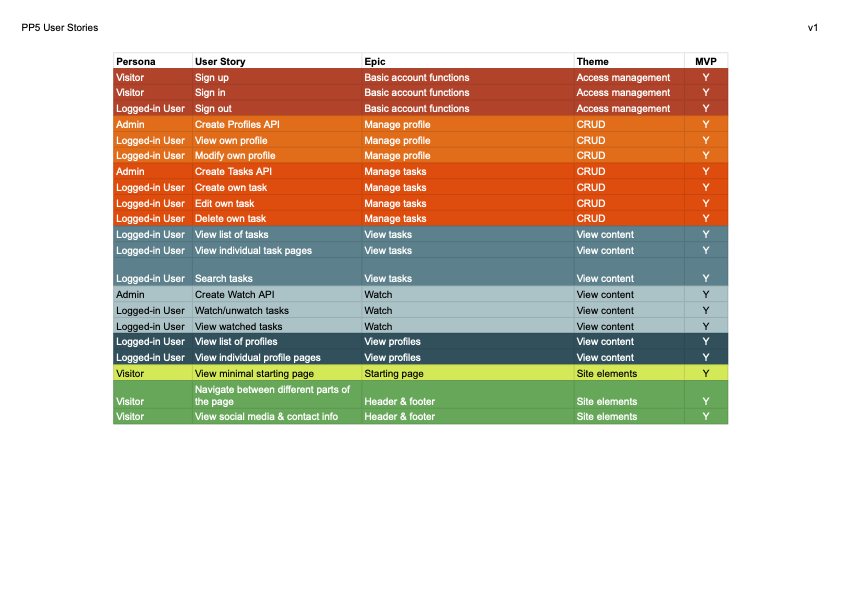 PP5 User Stories v1
Persona User Story Epic Theme MVP
Visitor Sign up Basic account functions Access management Y
Visitor Sign in Basic account functions Access management Y
Logged-in User Sign out Basic account functions Access management Y
Admin Create Profiles API Manage profile CRUD Y
Logged-in User View own profile Manage profile CRUD Y
Logged-in User Modify own profile Manage profile CRUD Y
Admin Create Tasks API Manage tasks CRUD Y
Logged-in User Create own task Manage tasks CRUD Y
Logged-in User Edit own task Manage tasks CRUD Y
Logged-in User Delete own task Manage tasks CRUD Y
Logged-in User View list of tasks View tasks View content Y
Logged-in User View individual task pages View tasks View content Y
Logged-in User Search tasks View tasks View content Y
Admin Create Watch API Watch View content Y
Logged-in User Watch/unwatch tasks Watch View content Y
Logged-in User View watched tasks Watch View content Y
Logged-in User View list of profiles View profiles View content Y
Logged-in User View individual profile pages View profiles View content Y
Visitor View minimal starting page Starting page Site elements Y
Navigate between different parts of
Visitor the page Header & footer Site elements Y
Visitor View social media & contact info Header & footer Site elements Y